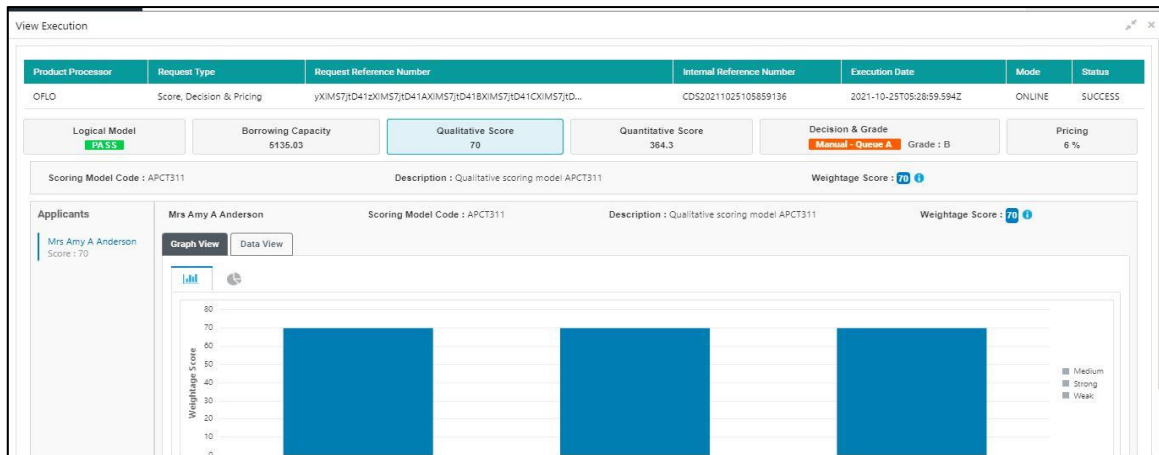 View Execution
Product Processor Request Type Request Reference Number Internal Reference Number Execution Date Mode Status
OFLO Score, Decision & Pricing yXIMS7jtD41zXIMS7jtD41AXIMS7jtD41BXIMS7jtD41CXIMS7jtD... CDS20211025105859136 2021-10-25T05:28:59.594Z ONLINE SUCCESS
Logical Model Borrowing Capacity Qualitative Score Quantitative Score Decision & Grade Pricing
PASS 5135.03 70 364.3 Manual - Queue A Grade : B 6 %
Scoring Model Code : APCT311 Description : Qualitative scoring model APCT311 Weightage Score : 70
Applicants Mrs Amy A Anderson Scoring Model Code : APCT311 Description : Qualitative scoring model APCT311 Weightage Score : 70
Mrs Amy A Anderson
Score : 70
Graph View Data View
Weightage Score
80
70
60
50
40
30
20
10
0
Medium
Strong
Weak